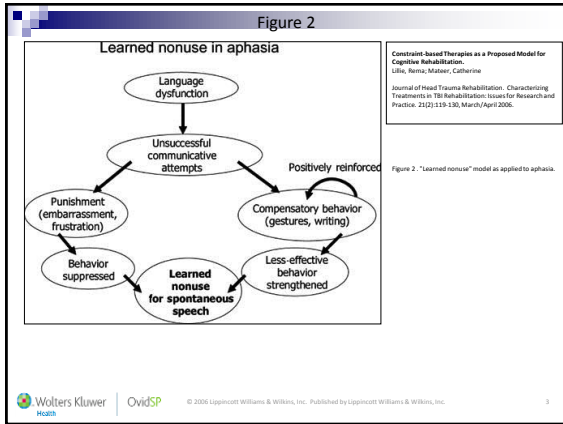 Figure 2
Learned nonuse in aphasia
Language
dysfunction
Unsuccessful
communicative
attempts
Positively reinforced
Punishment
(embarrassment,
frustration)
Compensatory behavior
(gestures, writing)
Behavior
suppressed
Less-effective
behavior
strengthened
Learned
nonuse
for spontaneous
speech
Constraint-based Therapies as a Proposed Model for
Cognitive Rehabilitation.
Lillie, Rema; Mateer, Catherine
Journal of Head Trauma Rehabilitation. Characterizing
Treatments in TBI Rehabilitation: Issues for Research and
Practice. 21(2):119-130, March/April 2006.
Figure 2 . "Learned nonuse" model as applied to aphasia.
Wolters Kluwer
Health
OvidSP
© 2006 Lippincott Williams & Wilkins, Inc. Published by Lippincott Williams & Wilkins, Inc.
3